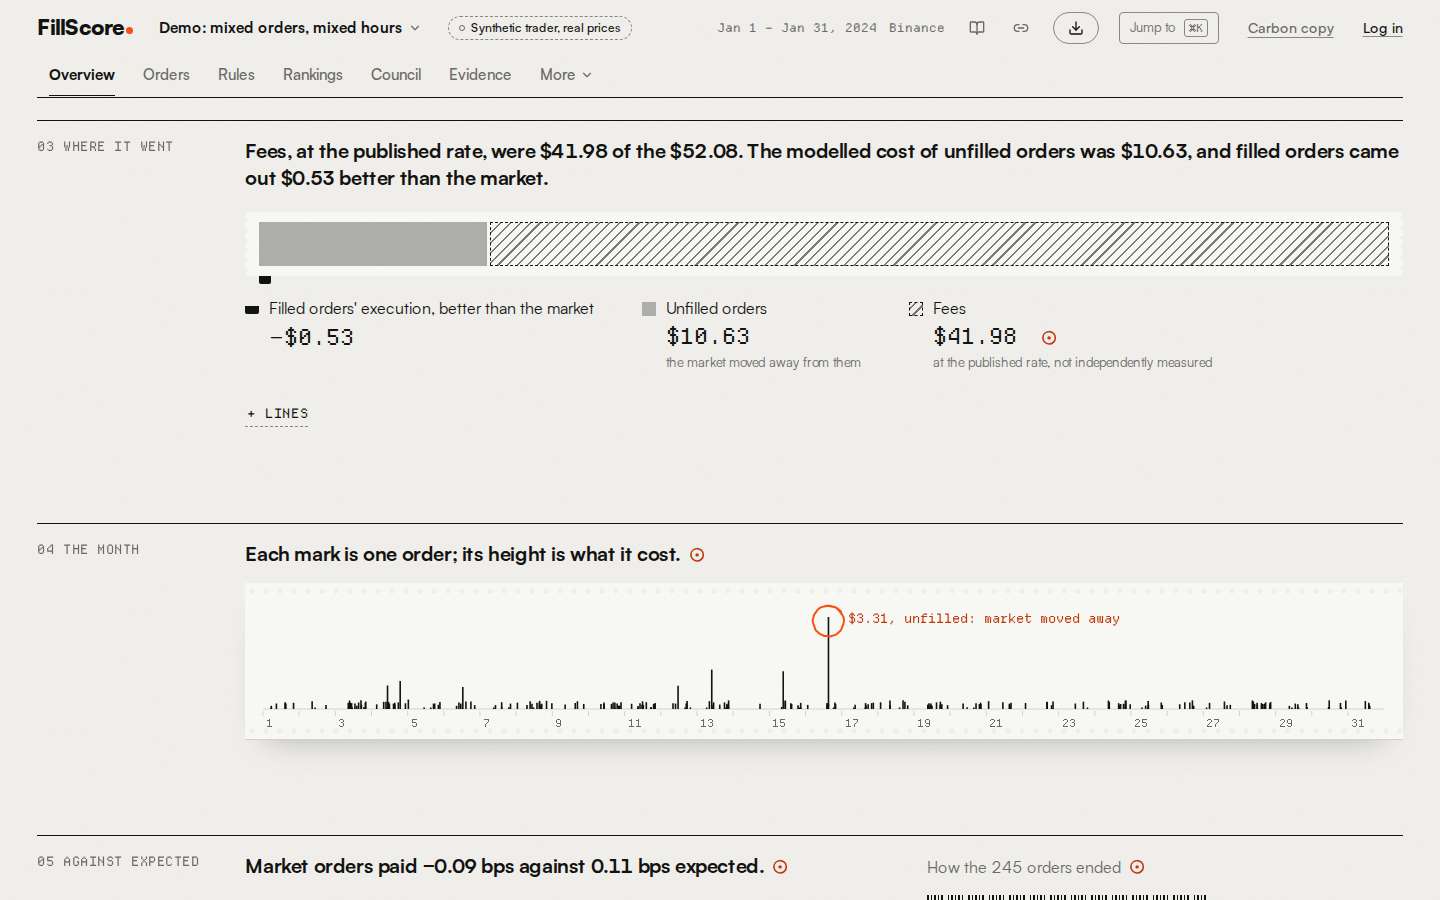 FillScore
Demo: mixed orders, mixed hours
Synthetic trader, real prices
Jan 1 – Jan 31, 2024 Binance
Jump to ⌘K
Carbon copy
Log in
Overview Orders Rules Rankings Council Evidence More
03 WHERE IT WENT
Fees, at the published rate, were $41.98 of the $52.08. The modelled cost of unfilled orders was $10.63, and filled orders came
out $0.53 better than the market.
Filled orders' execution, better than the market
−$0.53
Unfilled orders
$10.63
the market moved away from them
Fees
$41.98
at the published rate, not independently measured
+ LINES
04 THE MONTH
Each mark is one order; its height is what it cost.
$3.31, unfilled: market moved away
1 3 5 7 9 11 13 15 17 19 21 23 25 27 29 31
05 AGAINST EXPECTED
Market orders paid −0.09 bps against 0.11 bps expected.
How the 245 orders ended